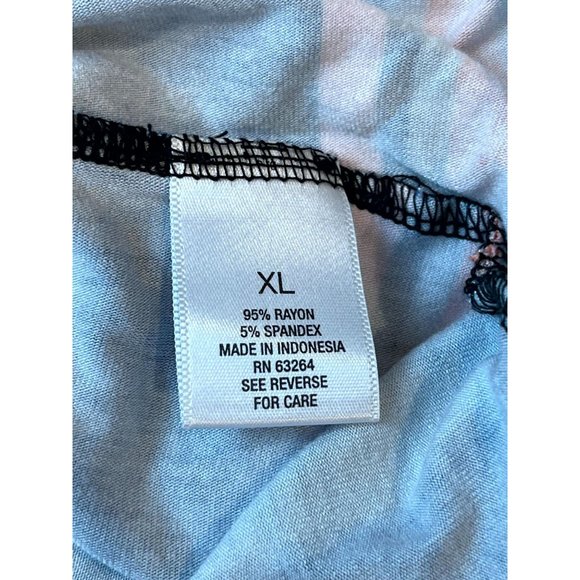 XL
95% RAYON
5% SPANDEX
MADE IN INDONESIA
RN 63264
SEE REVERSE
FOR CARE